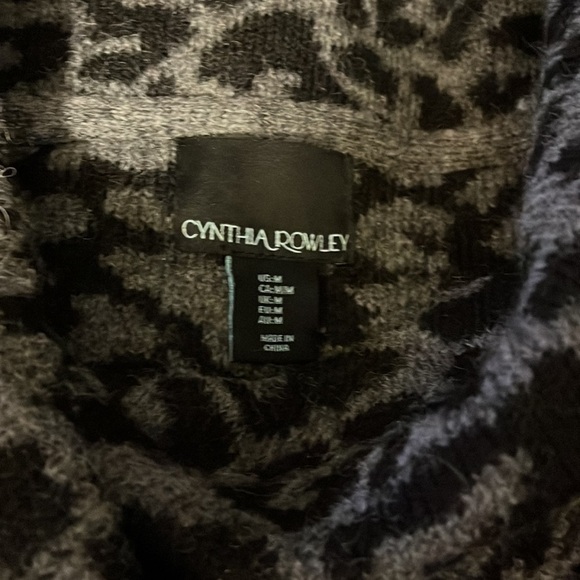 CYNTHIA ROWLEY
US:M
CA:M/M
UK:M
EU:M
AU:M
MADE IN
CHINA